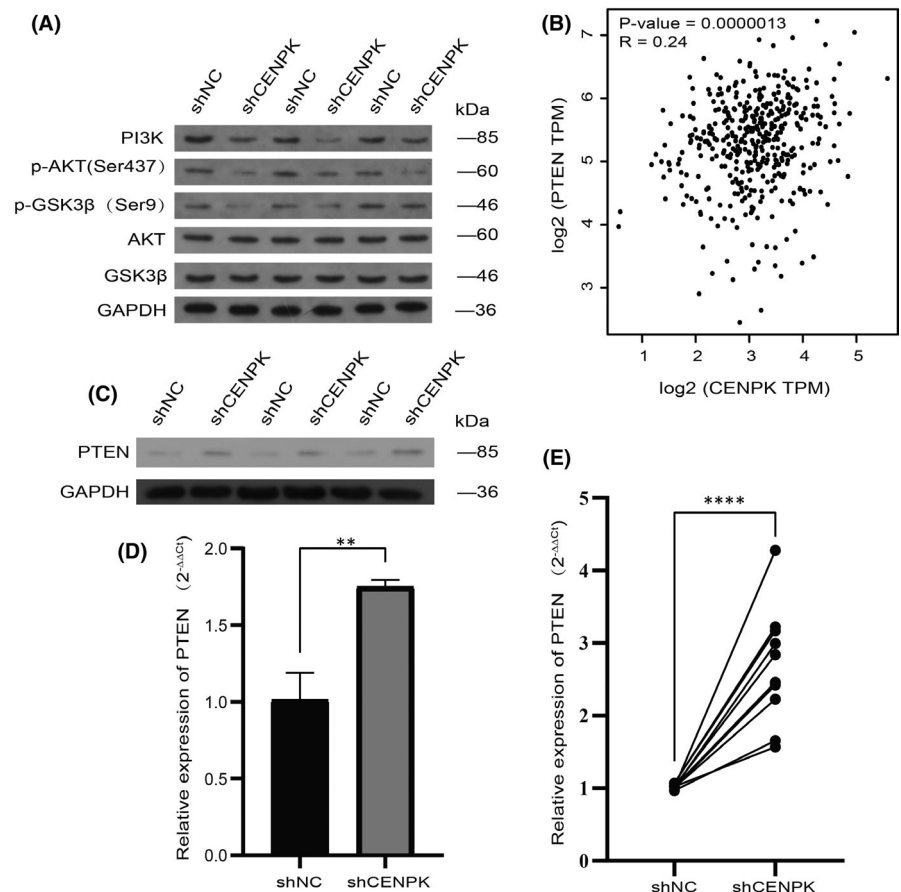 (A)
shNC shCENPK shNC shCENPK shNC shCENPK
kDa
PI3K —85
p-AKT(Ser437) —60
p-GSK3β (Ser9) —46
AKT —60
GSK3β —46
GAPDH —36
(B)
P-value = 0.0000013
R = 0.24
log2 (PTEN TPM)
7
6
5
4
3
1 2 3 4 5
log2 (CENPK TPM)
(C)
shNC shCENPK shNC shCENPK shNC shCENPK
kDa
PTEN —85
GAPDH —36
(D)
Relative expression of PTEN (2-ΔΔCt)
**
2.0
1.5
1.0
0.5
0.0
shNC shCENPK
(E)
Relative expression of PTEN (2-ΔΔCt)
****
5
4
3
2
1
0
shNC shCENPK